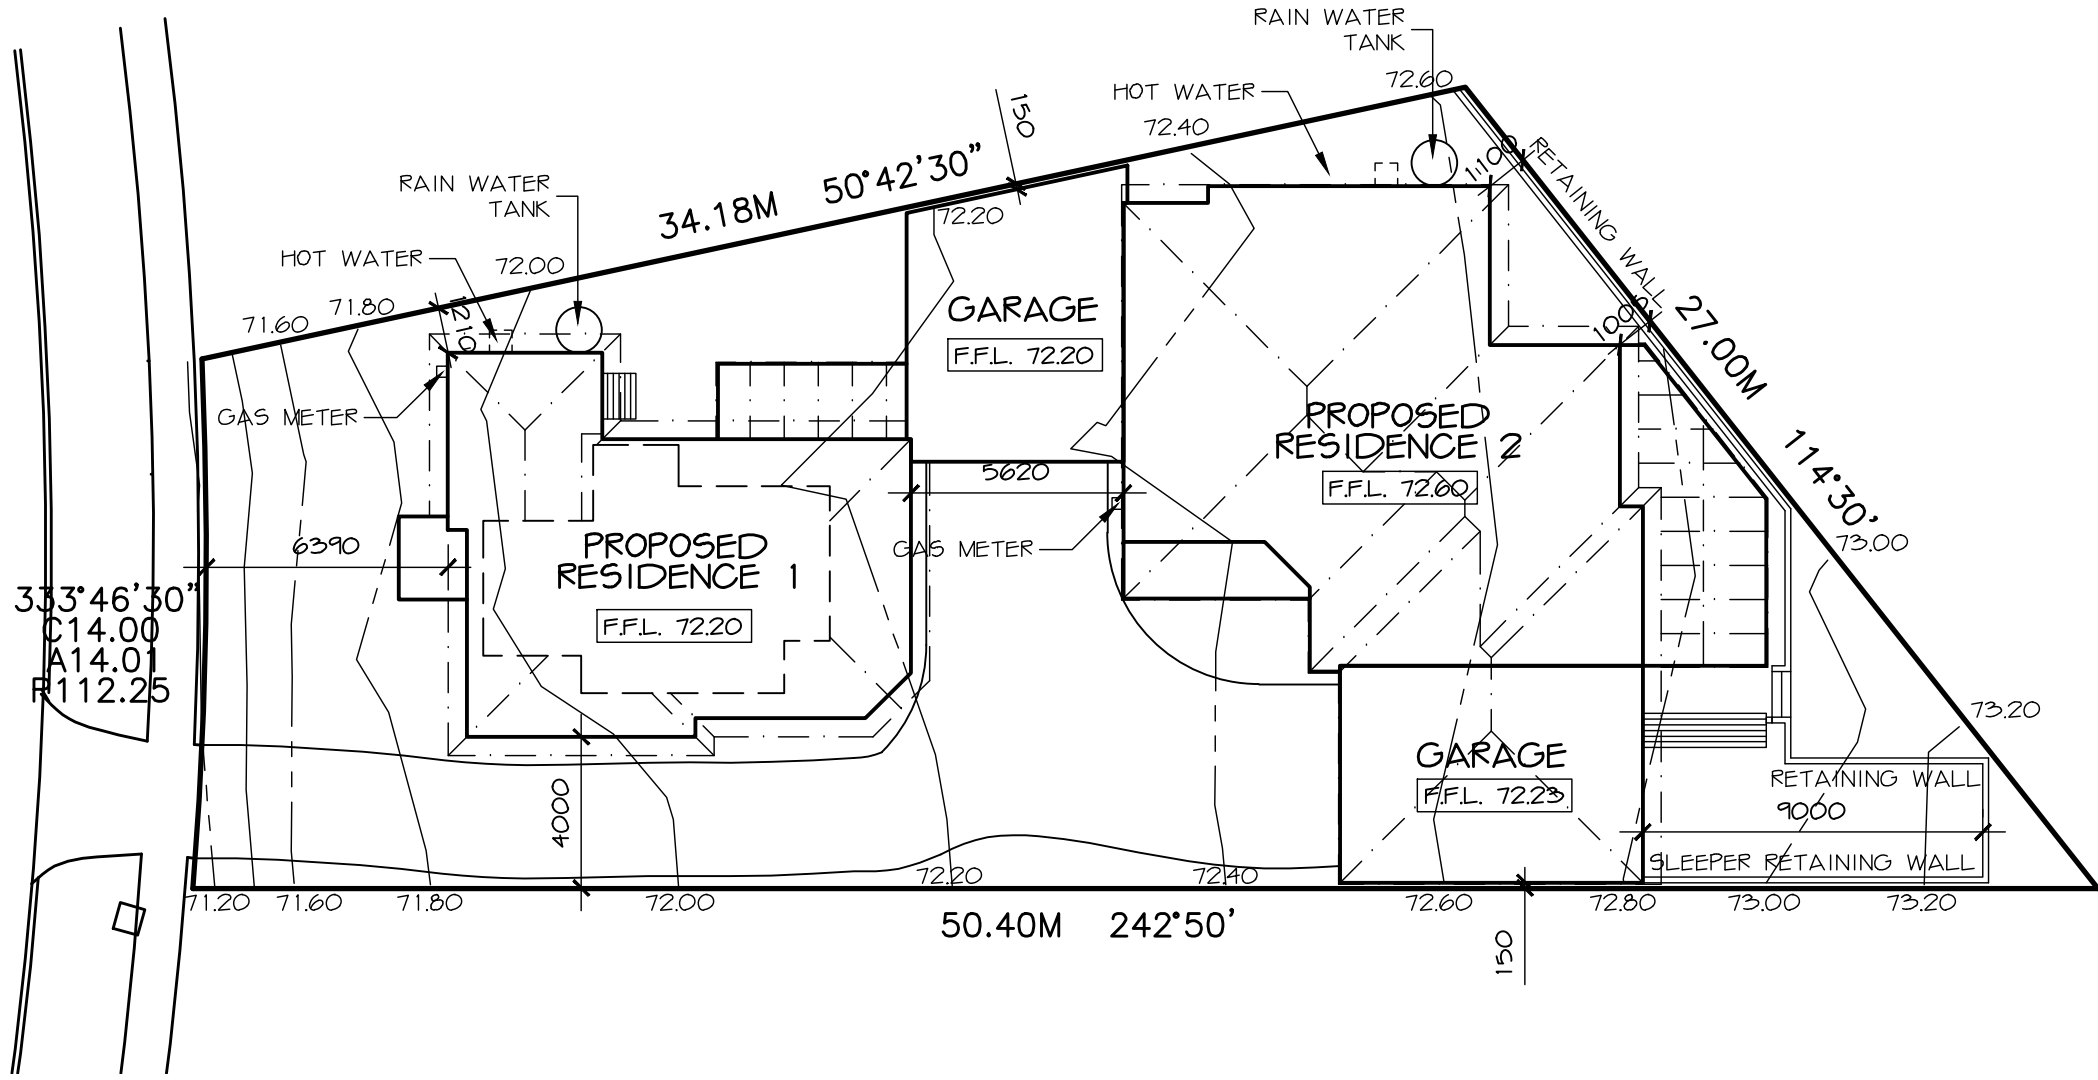 RAIN WATER
TANK
72.60
HOT WATER
72.40
150
RETAINING WALL
RAIN WATER
TANK
34.18M 50°42'30"
72.20
HOT WATER
72.00
71.80
71.60
1210
GARAGE
F.F.L. 72.20
27.00M 114°30'
GAS METER
PROPOSED
RESIDENCE 2
F.F.L. 72.60
5620
6390
PROPOSED
RESIDENCE 1
F.F.L. 72.20
GAS METER
73.00
333°46'30"
C14.00
A14.01
R112.25
73.20
GARAGE
F.F.L. 72.23
RETAINING WALL
9000
4000
SLEEPER RETAINING WALL
71.20
71.60
71.80
72.00
72.20
72.40
72.60
72.80
73.00
73.20
50.40M 242°50'
150